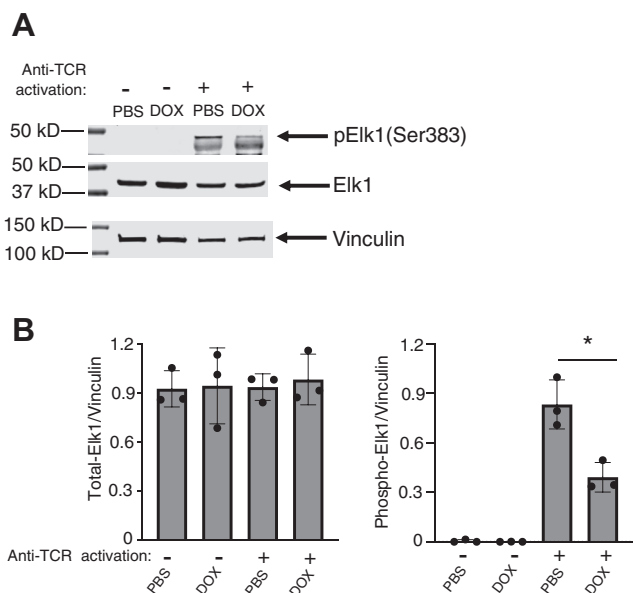 A
Anti-TCR
activation: - - + +
PBS DOX PBS DOX
50 kD
pElk1(Ser383)
50 kD
Elk1
37 kD
150 kD
Vinculin
100 kD
B
Total-Elk1/Vinculin
1.2
0.9
0.6
0.3
0
Anti-TCR activation: - - + +
PBS DOX PBS DOX
Phospho-Elk1/Vinculin
1.2
0.9
0.6
0.3
0
*
- - + +
PBS DOX PBS DOX